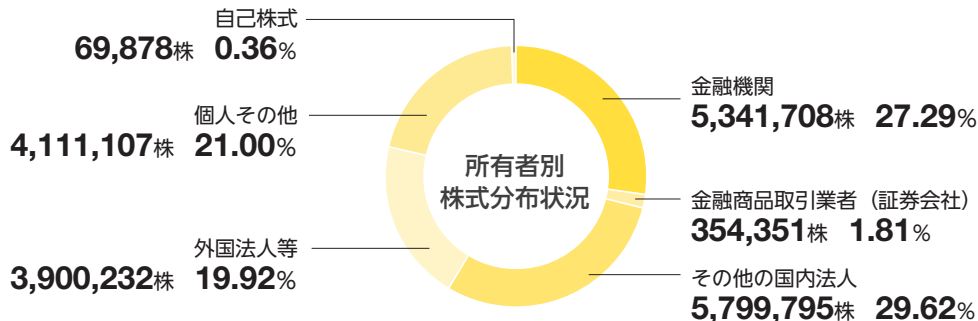 自己株式
69,878株 0.36%
個人その他
4,111,107株 21.00%
外国法人等
3,900,232株 19.92%
所有者別
株式分布状況
金融機関
5,341,708株 27.29%
金融商品取引業者（証券会社）
354,351株 1.81%
その他の国内法人
5,799,795株 29.62%